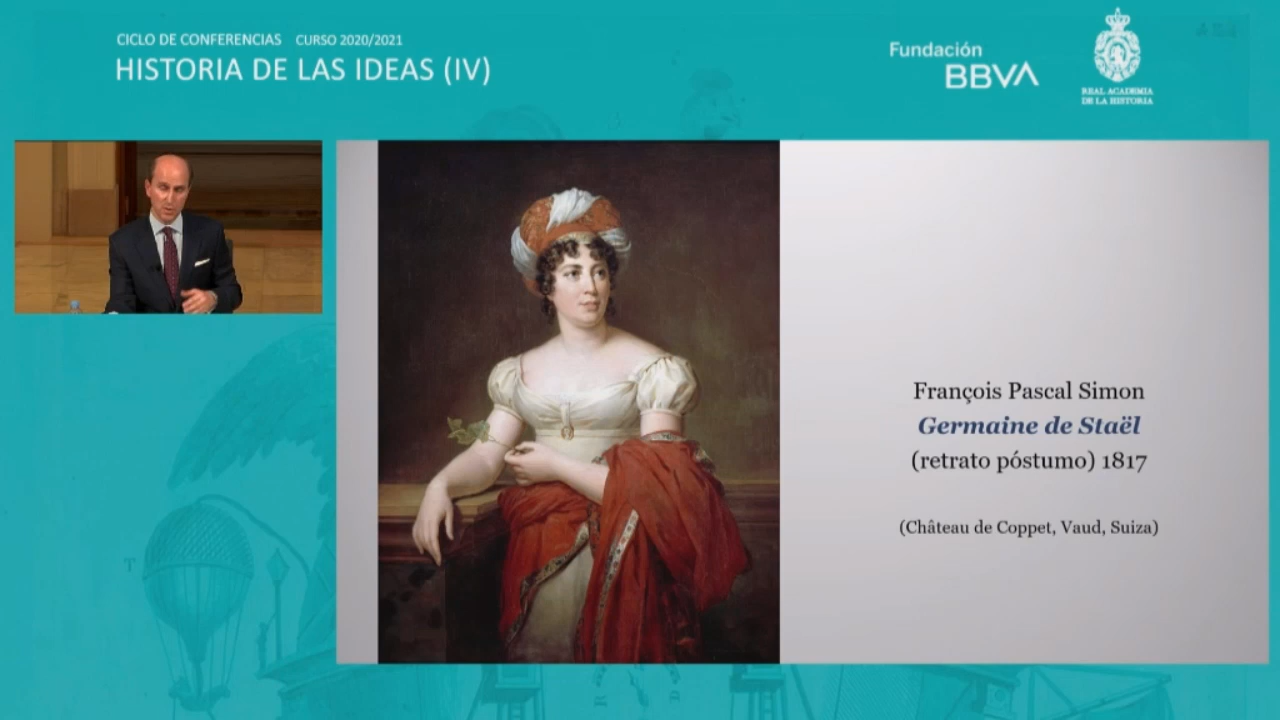 CICLO DE CONFERENCIAS CURSO 2020/2021
HISTORIA DE LAS IDEAS (IV)
Fundación
BBVA
REAL ACADEMIA
DE LA HISTORIA
François Pascal Simon
Germaine de Staël
(retrato póstumo) 1817
(Château de Coppet, Vaud, Suiza)
T